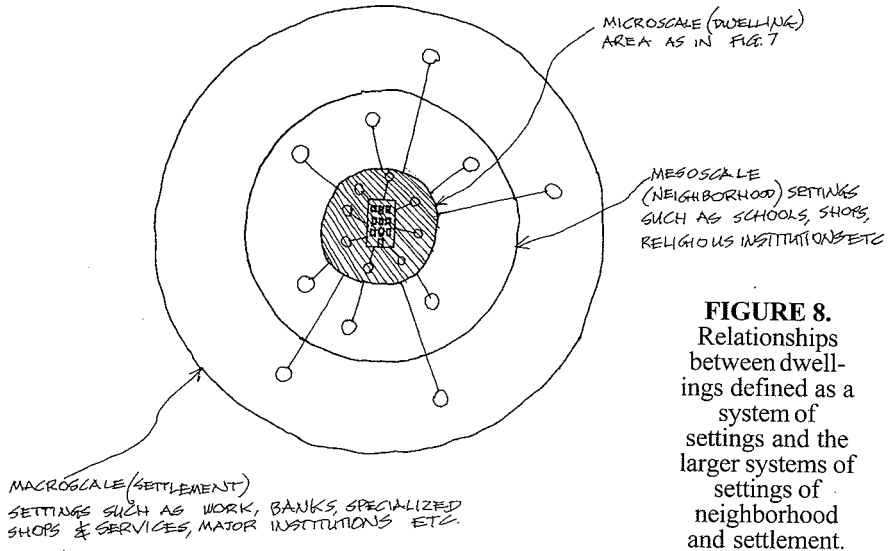 MICROSCALE (DWELLING)
AREA AS IN FIG. 7
MESOSCALE
(NEIGHBORHOOD) SETTINGS
SUCH AS SCHOOLS, SHOPS,
RELIGIOUS INSTITUTIONS ETC
FIGURE 8.
Relationships
between dwell-
ings defined as a
system of
settings and the
larger systems of
settings of
neighborhood
and settlement.
MACROSCALE (SETTLEMENT)
SETTINGS SUCH AS WORK, BANKS, SPECIALIZED
SHOPS & SERVICES, MAJOR INSTITUTIONS ETC.